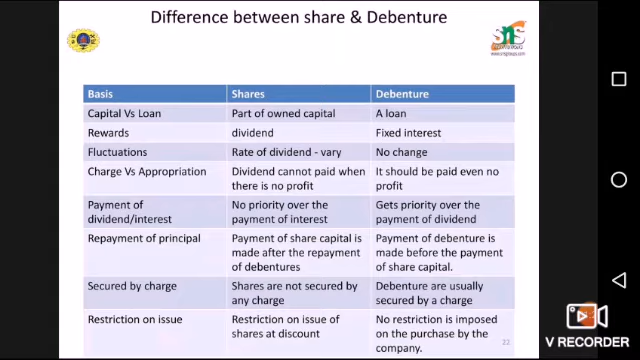 Difference between share & Debenture
sns
www.snsgroups.com
Basis Shares Debenture
Capital Vs Loan Part of owned capital A loan
Rewards dividend Fixed interest
Fluctuations Rate of dividend - vary No change
Charge Vs Appropriation Dividend cannot paid when It should be paid even no
there is no profit profit
Payment of No priority over the Gets priority over the
dividend/interest payment of interest payment of dividend
Repayment of principal Payment of share capital is Payment of debenture is
made after the repayment made before the payment
of debentures of share capital.
Secured by charge Shares are not secured by Debenture are usually
any charge secured by a charge
Restriction on issue Restriction on issue of No restriction is imposed
shares at discount on the purchase by the
company.
22
V RECORDER